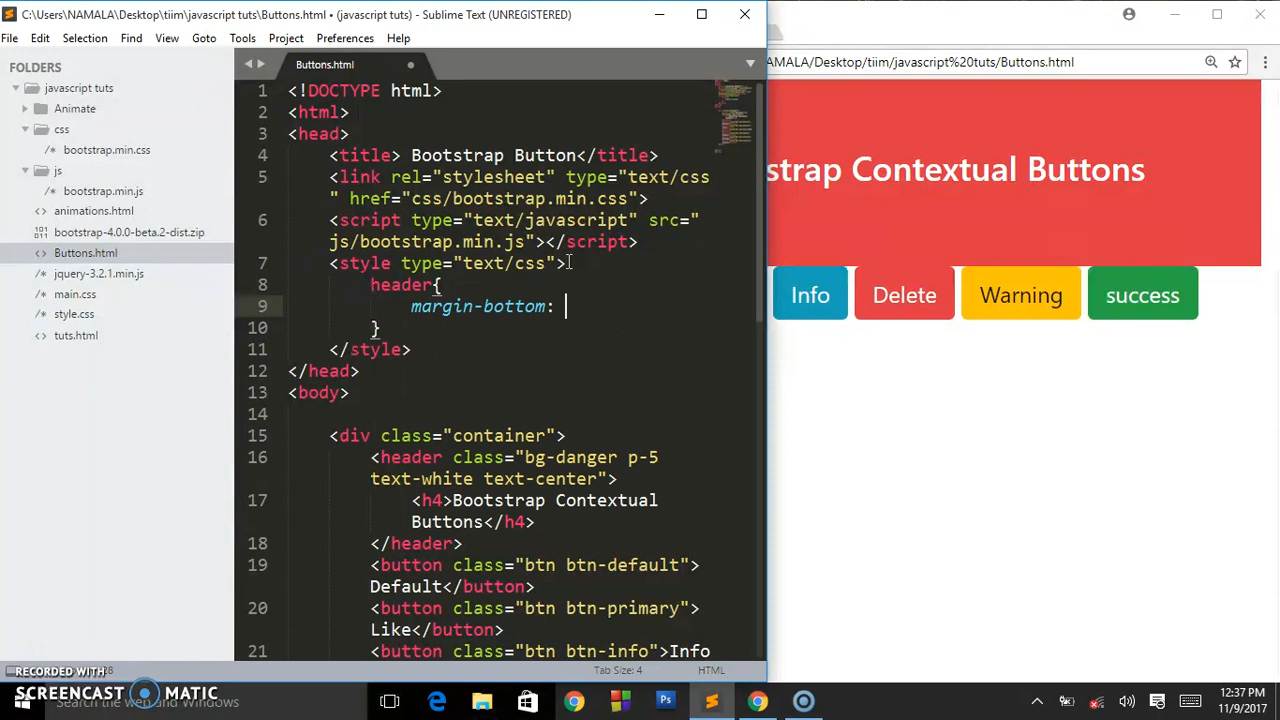 C:\Users\NAMALA\Desktop\tiim\javascript tuts\Buttons.html • (javascript tuts) - Sublime Text (UNREGISTERED)
File Edit Selection Find View Goto Tools Project Preferences Help
FOLDERS
javascript tuts
Animate
css
/* bootstrap.min.css
js
/* bootstrap.min.js
<> animations.html
bootstrap-4.0.0-beta.2-dist.zip
<> Buttons.html
/* jquery-3.2.1.min.js
/* main.css
/* style.css
<> tuts.html
Buttons.html
1 <!DOCTYPE html>
2 <html>
3 <head>
4 <title> Bootstrap Button</title>
5 <link rel="stylesheet" type="text/css
" href="css/bootstrap.min.css">
6 <script type="text/javascript" src="
js/bootstrap.min.js"></script>
7 <style type="text/css">
8 header{
9 margin-bottom:
10 }
11 </style>
12 </head>
13 <body>
14
15 <div class="container">
16 <header class="bg-danger p-5
text-white text-center">
17 <h4>Bootstrap Contextual
Buttons</h4>
18 </header>
19 <button class="btn btn-default">
Default</button>
20 <button class="btn btn-primary">
Like</button>
21 <button class="btn btn-info">Info
Tab Size: 4 HTML
AMALA/Desktop/tiim/javascript%20tuts/Buttons.html
strap Contextual Buttons
Info Delete Warning success
RECORDED WITH
SCREENCAST MATIC
Search the web and Windows
12:37 PM
11/9/2017